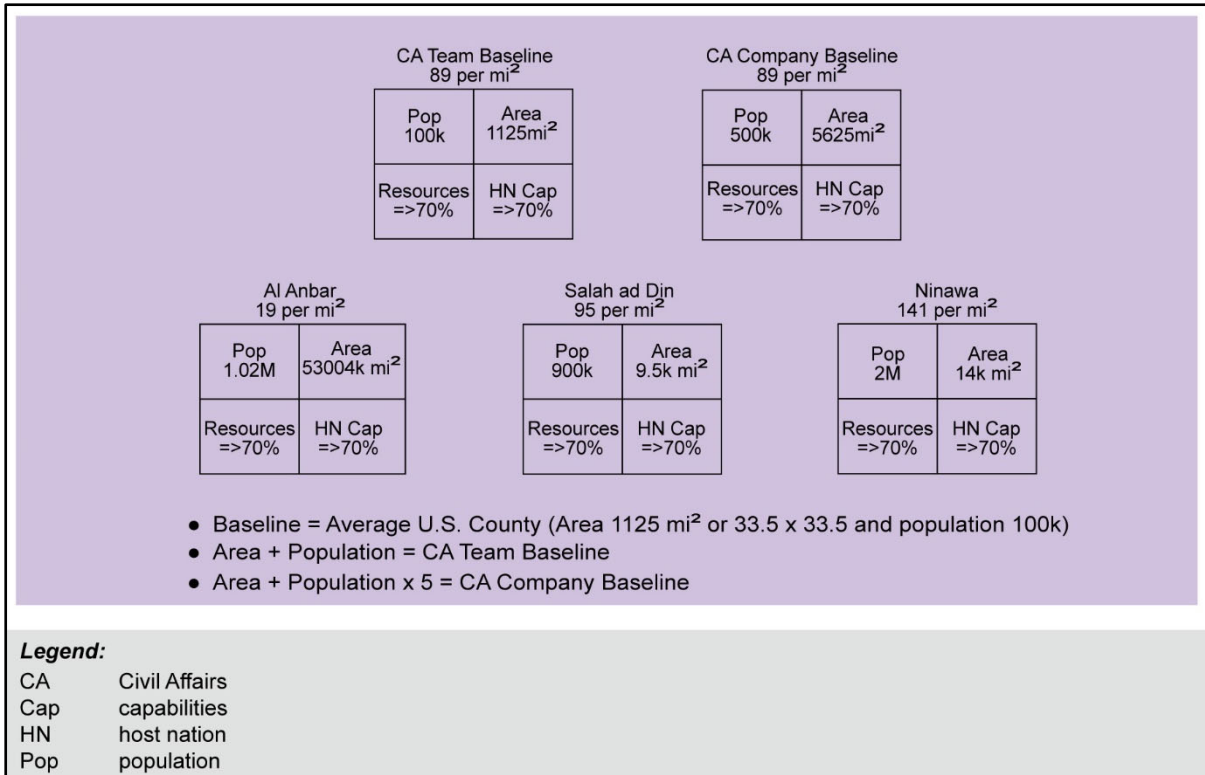 CA Team Baseline
89 per mi²
Pop
100k
Area
1125mi²
Resources
=>70%
HN Cap
=>70%
CA Company Baseline
89 per mi²
Pop
500k
Area
5625mi²
Resources
=>70%
HN Cap
=>70%
Al Anbar
19 per mi²
Pop
1.02M
Area
53004k mi²
Resources
=>70%
HN Cap
=>70%
Salah ad Din
95 per mi²
Pop
900k
Area
9.5k mi²
Resources
=>70%
HN Cap
=>70%
Ninawa
141 per mi²
Pop
2M
Area
14k mi²
Resources
=>70%
HN Cap
=>70%
● Baseline = Average U.S. County (Area 1125 mi² or 33.5 x 33.5 and population 100k)
● Area + Population = CA Team Baseline
● Area + Population x 5 = CA Company Baseline
Legend:
CA Civil Affairs
Cap capabilities
HN host nation
Pop population